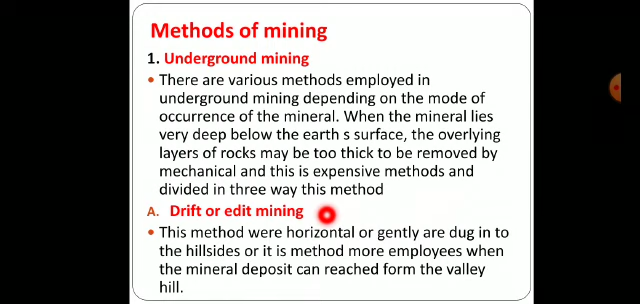 Methods of mining
1. Underground mining
• There are various methods employed in
underground mining depending on the mode of
occurrence of the mineral. When the mineral lies
very deep below the earth s surface, the overlying
layers of rocks may be too thick to be removed by
mechanical and this is expensive methods and
divided in three way this method
A. Drift or edit mining
• This method were horizontal or gently are dug in to
the hillsides or it is method more employees when
the mineral deposit can reached form the valley
hill.